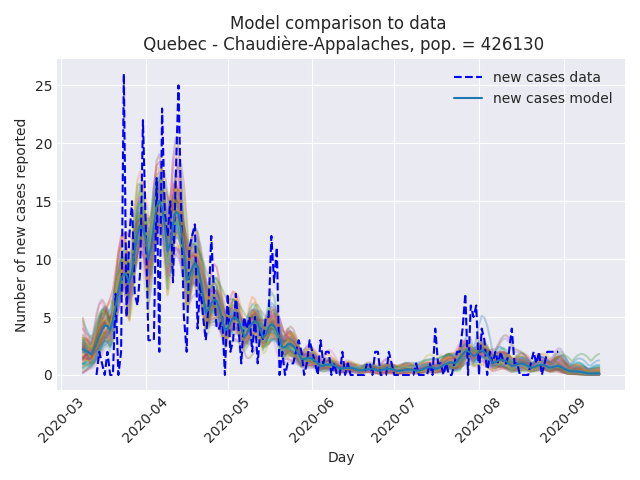 Model comparison to data
Quebec - Chaudière-Appalaches, pop. = 426130
new cases data
new cases model
Number of new cases reported
25
20
15
10
5
0
2020-03
2020-04
2020-05
2020-06
2020-07
2020-08
2020-09
Day